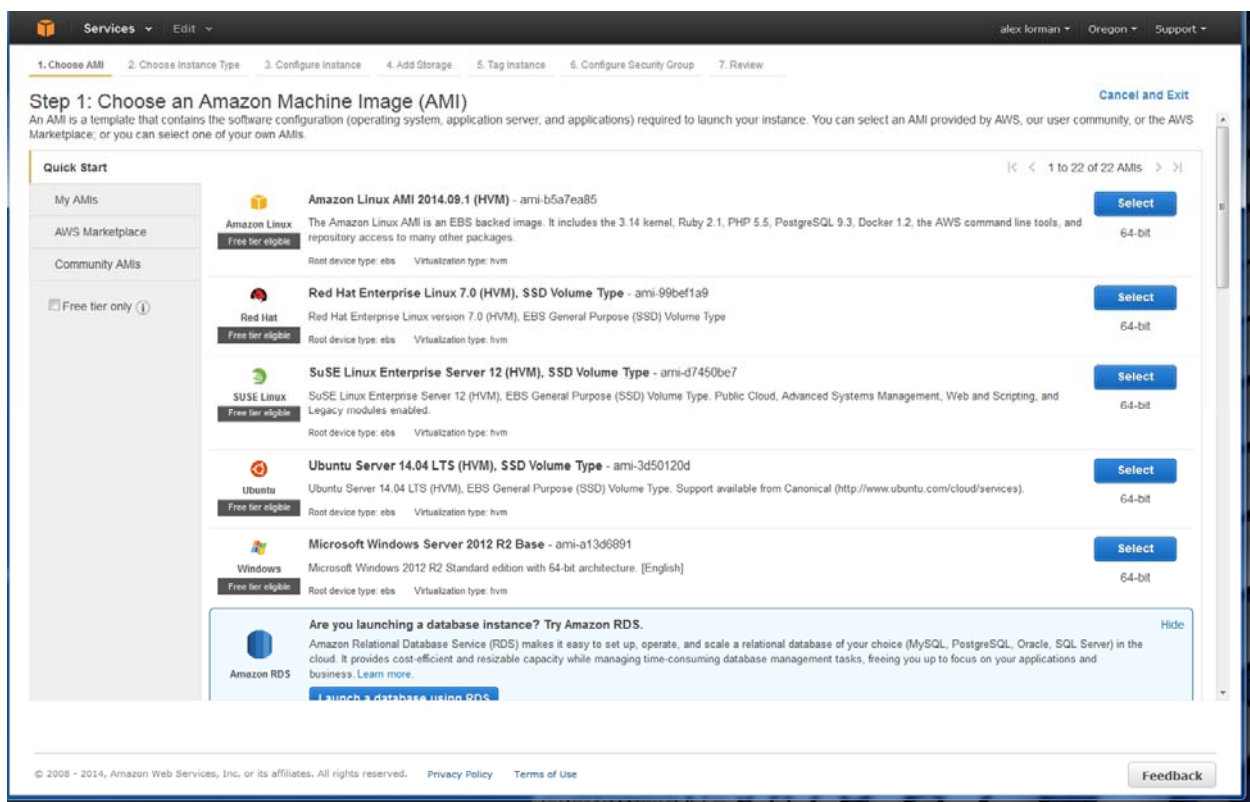 Services Edit alex lorman Oregon Support
1. Choose AMI 2. Choose Instance Type 3. Configure Instance 4. Add Storage 5. Tag Instance 6. Configure Security Group 7. Review
Step 1: Choose an Amazon Machine Image (AMI) Cancel and Exit
An AMI is a template that contains the software configuration (operating system, application server, and applications) required to launch your instance. You can select an AMI provided by AWS, our user community, or the AWS
Marketplace; or you can select one of your own AMIs.
Quick Start
1 to 22 of 22 AMIs
My AMIs
AWS Marketplace
Community AMIs
Free tier only
Amazon Linux AMI 2014.09.1 (HVM) - ami-b5a7ea85
Select
Amazon Linux
Free tier eligible
The Amazon Linux AMI is an EBS backed image. It includes the 3.14 kernel, Ruby 2.1, PHP 5.5, PostgreSQL 9.3, Docker 1.2, the AWS command line tools, and
repository access to many other packages.
64-bit
Root device type: ebs Virtualization type: hvm
Red Hat Enterprise Linux 7.0 (HVM), SSD Volume Type - ami-99bef1a9
Select
Red Hat
Free tier eligible
Red Hat Enterprise Linux version 7.0 (HVM), EBS General Purpose (SSD) Volume Type
64-bit
Root device type: ebs Virtualization type: hvm
SuSE Linux Enterprise Server 12 (HVM), SSD Volume Type - ami-d7450be7
Select
SUSE Linux
Free tier eligible
SuSE Linux Enterprise Server 12 (HVM), EBS General Purpose (SSD) Volume Type. Public Cloud, Advanced Systems Management, Web and Scripting, and
Legacy modules enabled.
64-bit
Root device type: ebs Virtualization type: hvm
Ubuntu Server 14.04 LTS (HVM), SSD Volume Type - ami-3d50120d
Select
Ubuntu
Free tier eligible
Ubuntu Server 14.04 LTS (HVM), EBS General Purpose (SSD) Volume Type. Support available from Canonical (http://www.ubuntu.com/cloud/services).
64-bit
Root device type: ebs Virtualization type: hvm
Microsoft Windows Server 2012 R2 Base - ami-a13d6891
Select
Windows
Free tier eligible
Microsoft Windows 2012 R2 Standard edition with 64-bit architecture. [English]
64-bit
Root device type: ebs Virtualization type: hvm
Are you launching a database instance? Try Amazon RDS.
Hide
Amazon RDS
Amazon Relational Database Service (RDS) makes it easy to set up, operate, and scale a relational database of your choice (MySQL, PostgreSQL, Oracle, SQL Server) in the
cloud. It provides cost-efficient and resizable capacity while managing time-consuming database management tasks, freeing you up to focus on your applications and
business. Learn more.
Launch a database using RDS
© 2008 - 2014, Amazon Web Services, Inc. or its affiliates. All rights reserved. Privacy Policy Terms of Use
Feedback